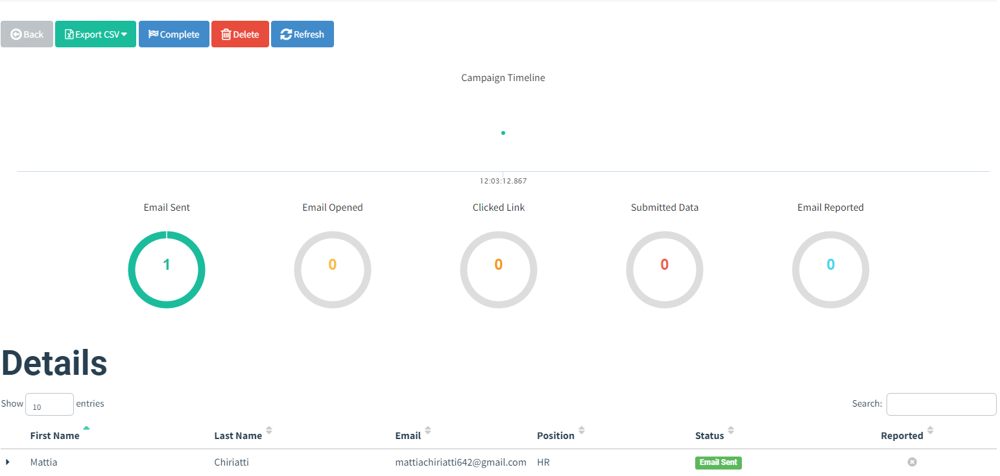 Back Export CSV Complete Delete Refresh
Campaign Timeline
12:03:12.867
Email Sent Email Opened Clicked Link Submitted Data Email Reported
1 0 0 0 0
Details
Show 10 entries Search:
First Name Last Name Email Position Status Reported
Mattia Chiriatti mattiachiriatti642@gmail.com HR Email Sent